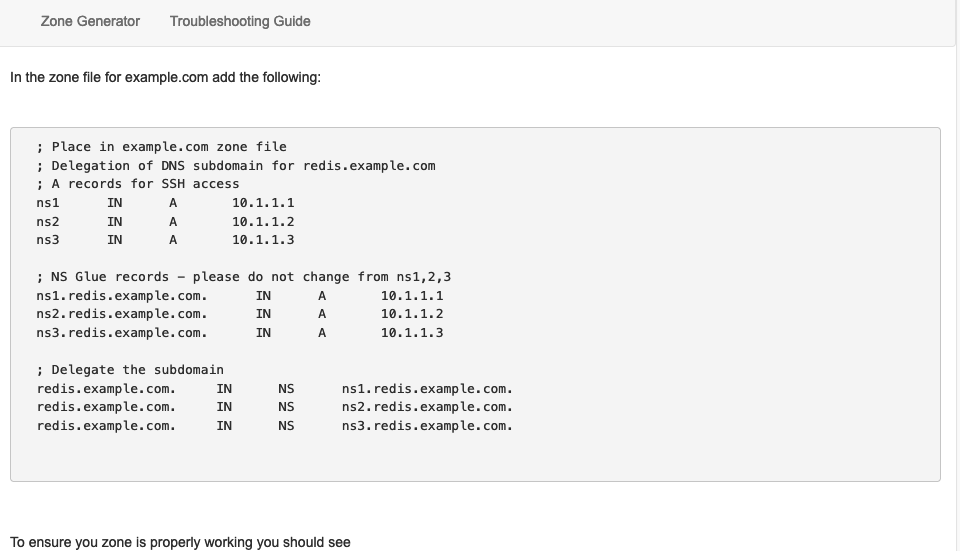 Zone Generator Troubleshooting Guide
In the zone file for example.com add the following:
; Place in example.com zone file
; Delegation of DNS subdomain for redis.example.com
; A records for SSH access
ns1 IN A 10.1.1.1
ns2 IN A 10.1.1.2
ns3 IN A 10.1.1.3
; NS Glue records – please do not change from ns1,2,3
ns1.redis.example.com. IN A 10.1.1.1
ns2.redis.example.com. IN A 10.1.1.2
ns3.redis.example.com. IN A 10.1.1.3
; Delegate the subdomain
redis.example.com. IN NS ns1.redis.example.com.
redis.example.com. IN NS ns2.redis.example.com.
redis.example.com. IN NS ns3.redis.example.com.
To ensure you zone is properly working you should see